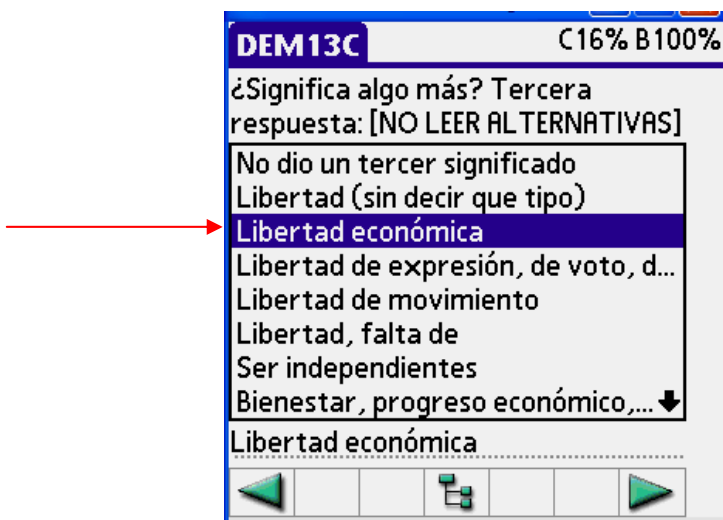 DEM13C C16% B100%
¿Significa algo más? Tercera
respuesta: [NO LEER ALTERNATIVAS]
No dio un tercer significado
Libertad (sin decir que tipo)
Libertad económica
Libertad de expresión, de voto, d...
Libertad de movimiento
Libertad, falta de
Ser independientes
Bienestar, progreso económico,...
Libertad económica